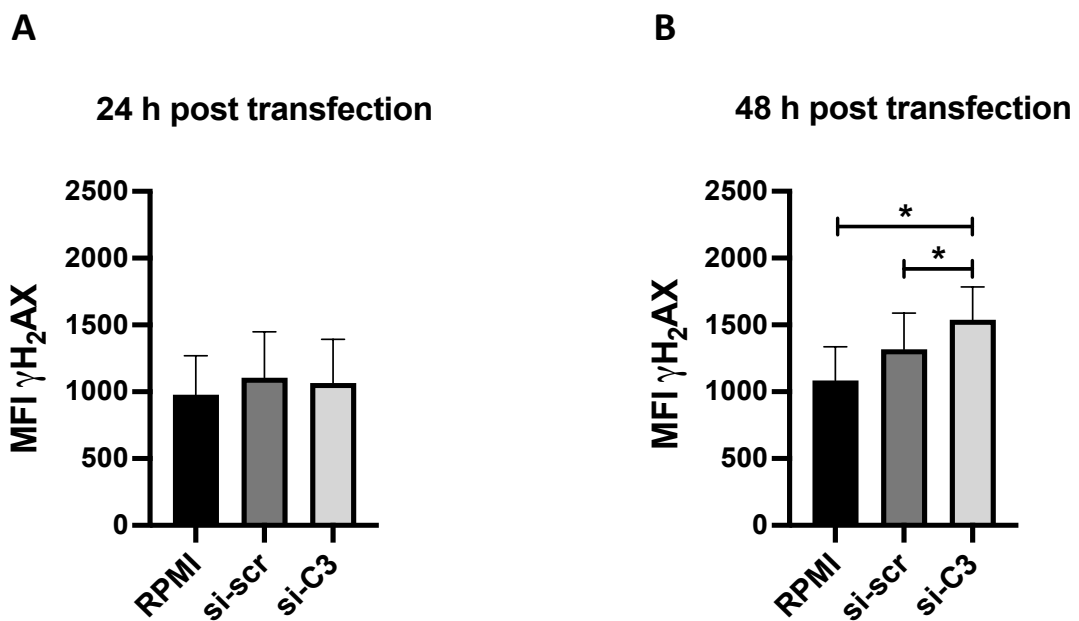 A
24 h post transfection
MFI γH₂AX
2500
2000
1500
1000
500
0
RPMI
si-scr
si-C3
B
48 h post transfection
MFI γH₂AX
2500
2000
1500
1000
500
0
*
*
RPMI
si-scr
si-C3